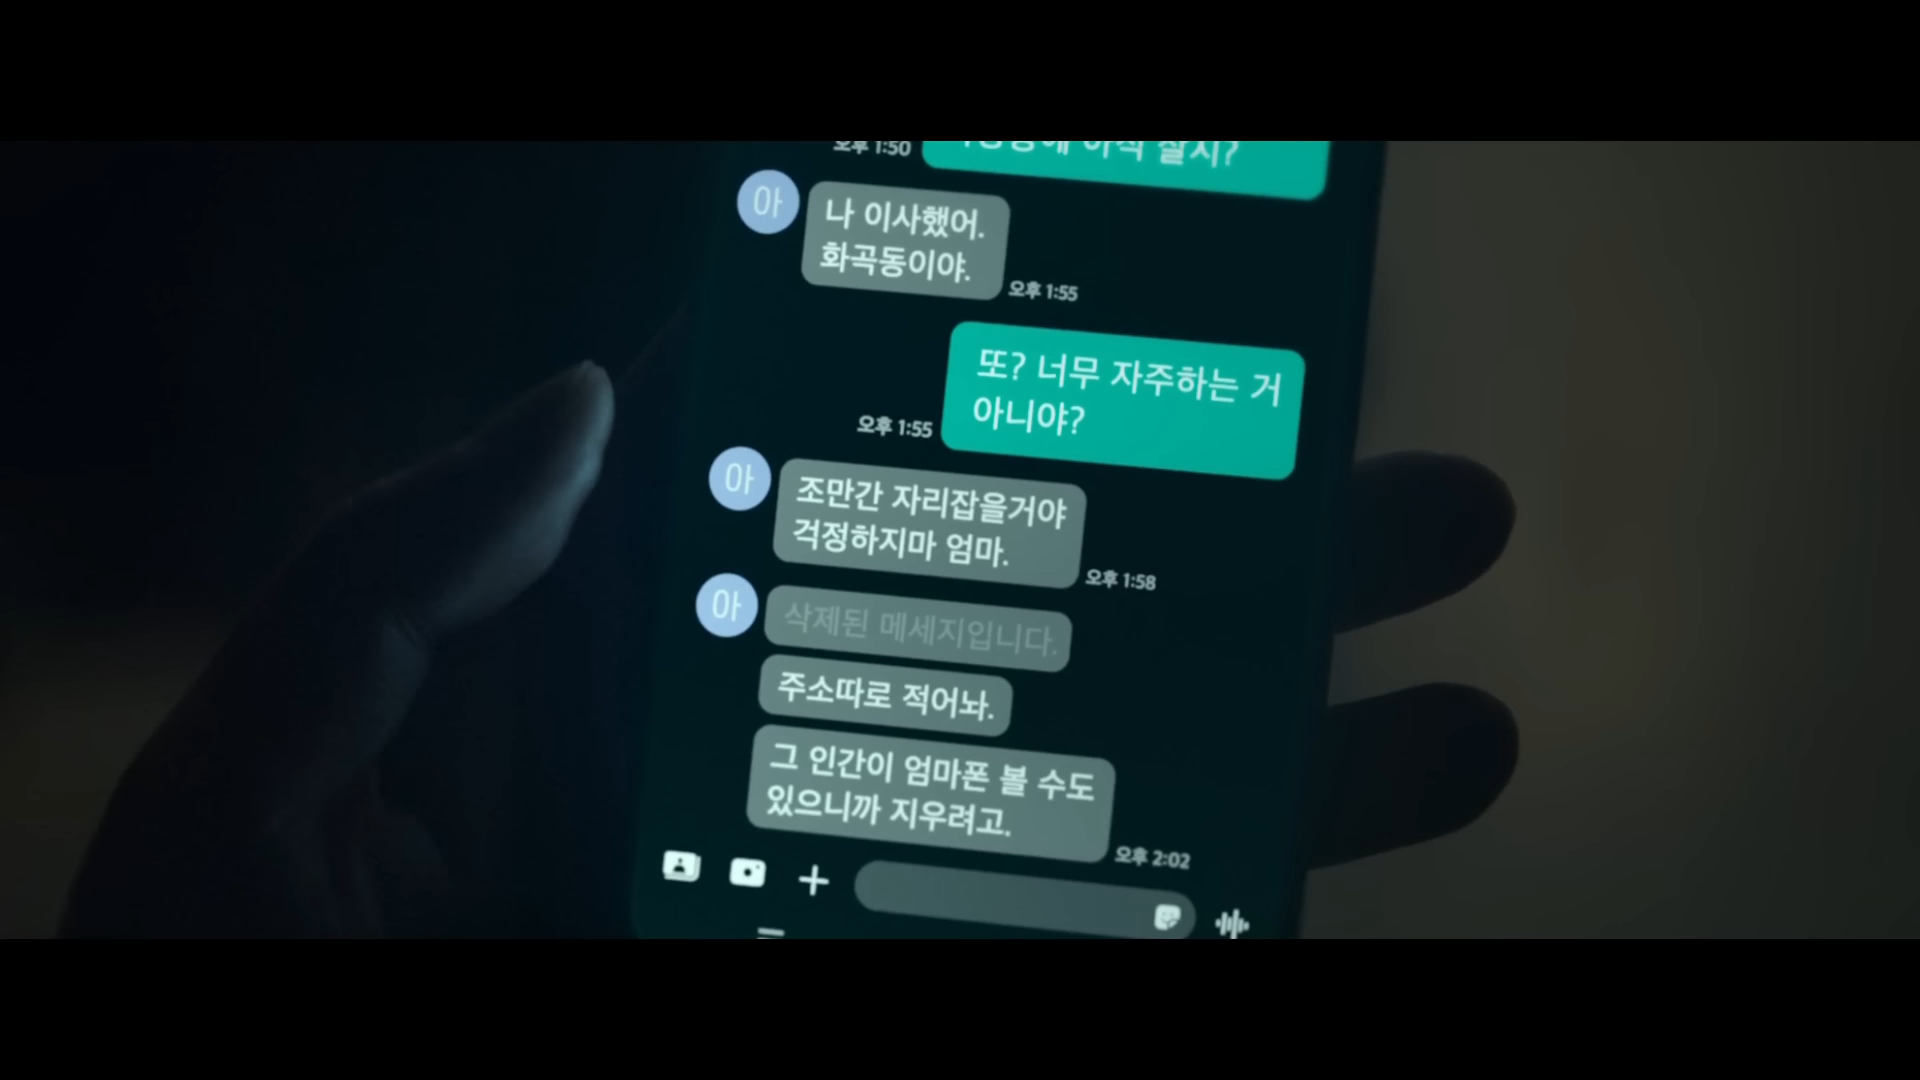 오후 1:50
아
나 이사했어.
화곡동이야.
오후 1:55
또? 너무 자주하는 거
아니야?
오후 1:55
아
조만간 자리잡을거야
걱정하지마 엄마.
오후 1:58
아
삭제된 메세지입니다.
주소따로 적어놔.
그 인간이 엄마폰 볼 수도
있으니까 지우려고.
오후 2:02